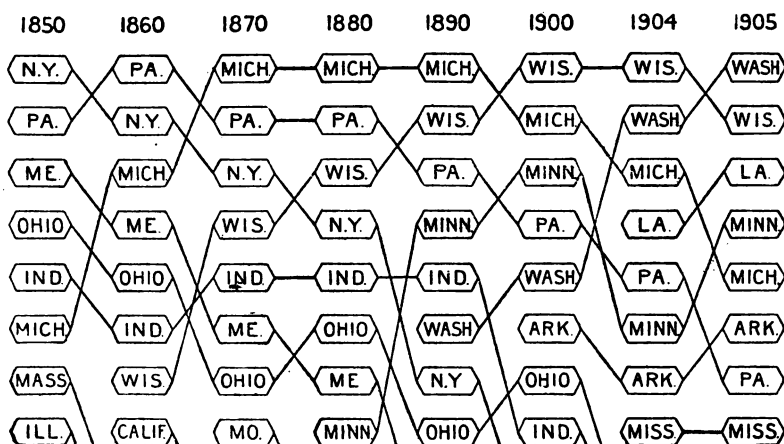 1850 1860 1870 1880 1890 1900 1904 1905
N.Y. PA. MICH. MICH. MICH. WIS. WIS. WASH.
PA. N.Y. PA. PA. WIS. MICH. WASH. WIS.
ME. MICH. N.Y. WIS. PA. MINN. MICH. LA.
OHIO ME. WIS. N.Y. MINN. PA. LA. MINN.
IND. OHIO IND. IND. IND. WASH. PA. MICH.
MICH. IND. ME. OHIO WASH. ARK. MINN. ARK.
MASS. WIS. OHIO ME. N.Y OHIO ARK. PA.
ILL. CALIF. MO. MINN. OHIO IND. MISS. MISS.